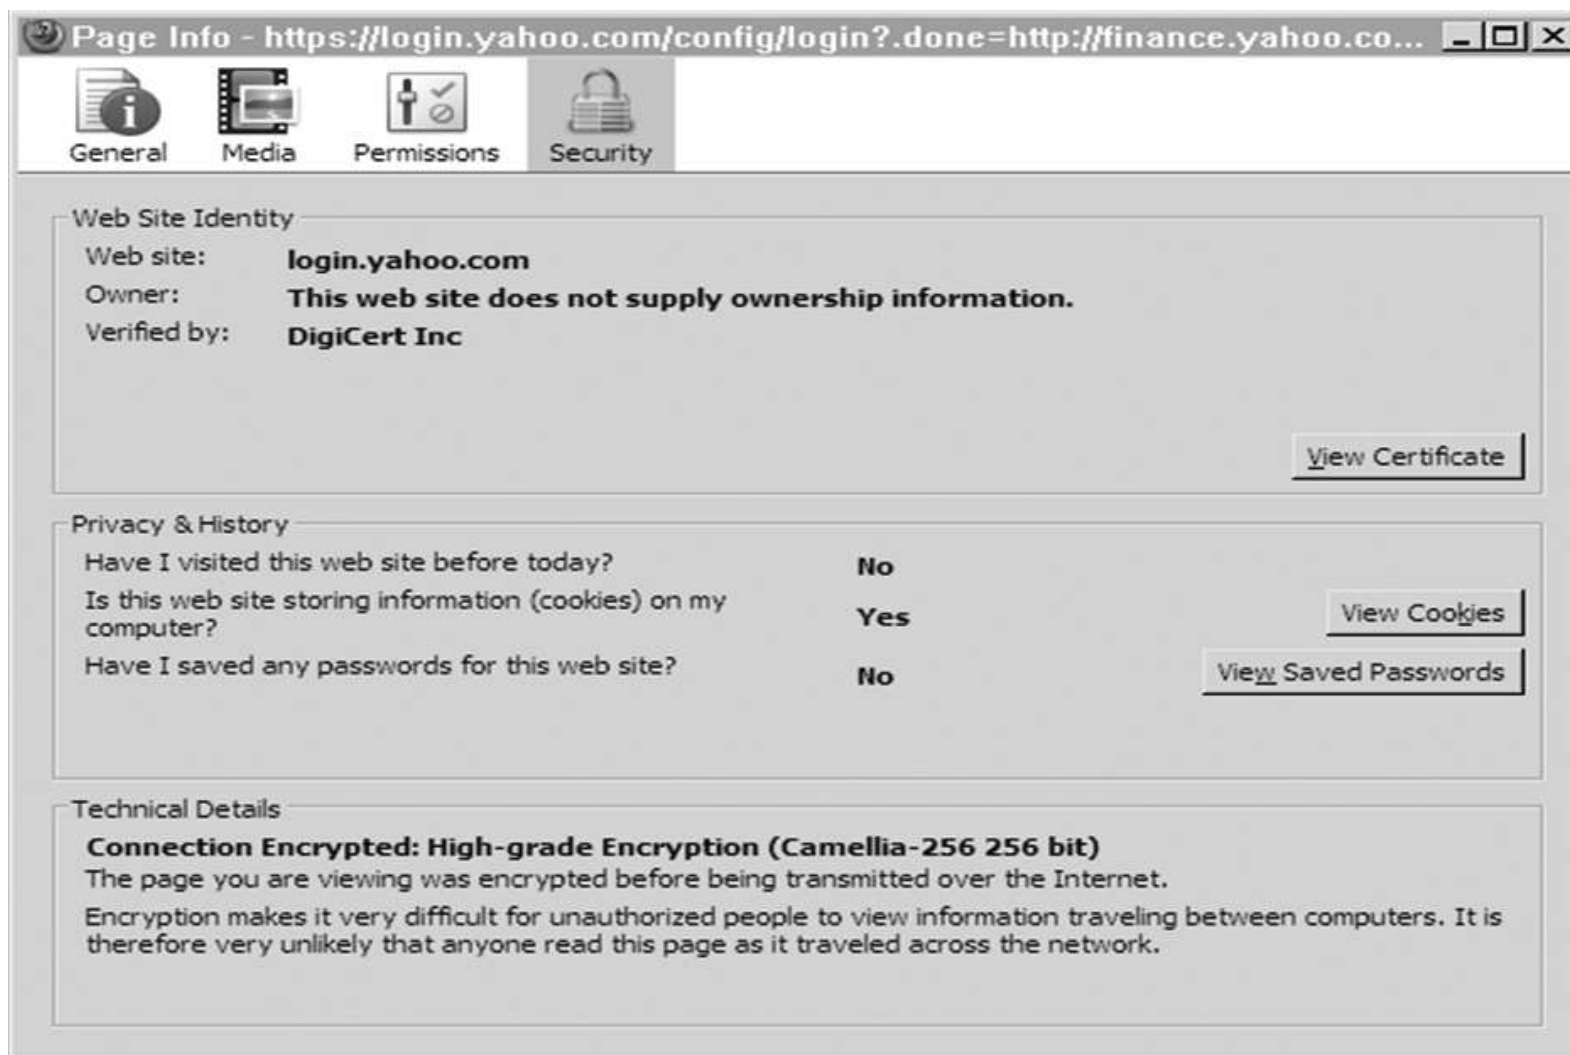 Page Info - https://login.yahoo.com/config/login?.done=http://finance.yahoo.co...
General Media Permissions Security
Web Site Identity
Web site: login.yahoo.com
Owner: This web site does not supply ownership information.
Verified by: DigiCert Inc
View Certificate
Privacy & History
Have I visited this web site before today? No
Is this web site storing information (cookies) on my
computer? Yes View Cookies
Have I saved any passwords for this web site? No View Saved Passwords
Technical Details
Connection Encrypted: High-grade Encryption (Camellia-256 256 bit)
The page you are viewing was encrypted before being transmitted over the Internet.
Encryption makes it very difficult for unauthorized people to view information traveling between computers. It is
therefore very unlikely that anyone read this page as it traveled across the network.